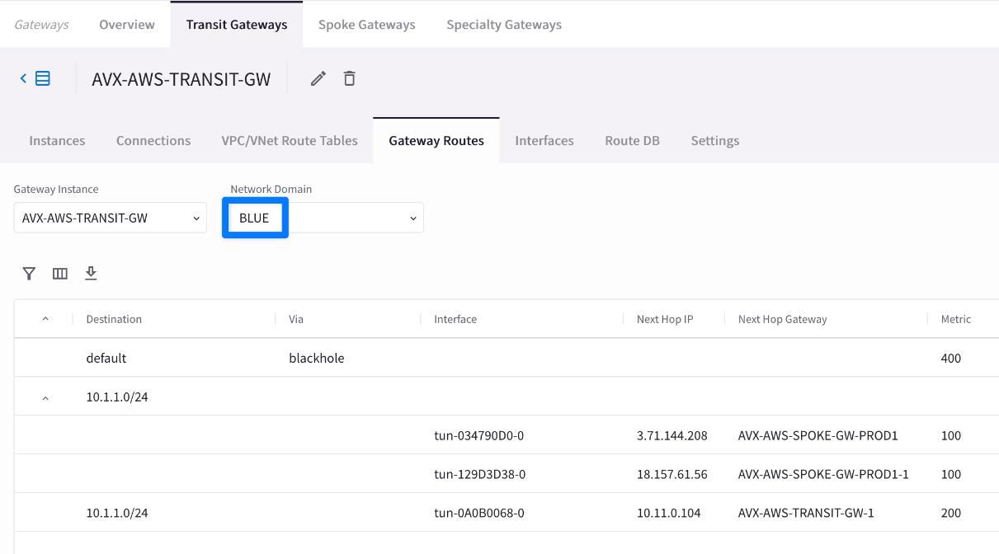 Gateways Overview Transit Gateways Spoke Gateways Specialty Gateways
AVX-AWS-TRANSIT-GW
Instances Connections VPC/VNet Route Tables Gateway Routes Interfaces Route DB Settings
Gateway Instance Network Domain
AVX-AWS-TRANSIT-GW BLUE
Destination Via Interface Next Hop IP Next Hop Gateway Metric
default blackhole 400
10.1.1.0/24
tun-034790D0-0 3.71.144.208 AVX-AWS-SPOKE-GW-PROD1 100
tun-129D3D38-0 18.157.61.56 AVX-AWS-SPOKE-GW-PROD1-1 100
10.1.1.0/24 tun-0A0B0068-0 10.11.0.104 AVX-AWS-TRANSIT-GW-1 200